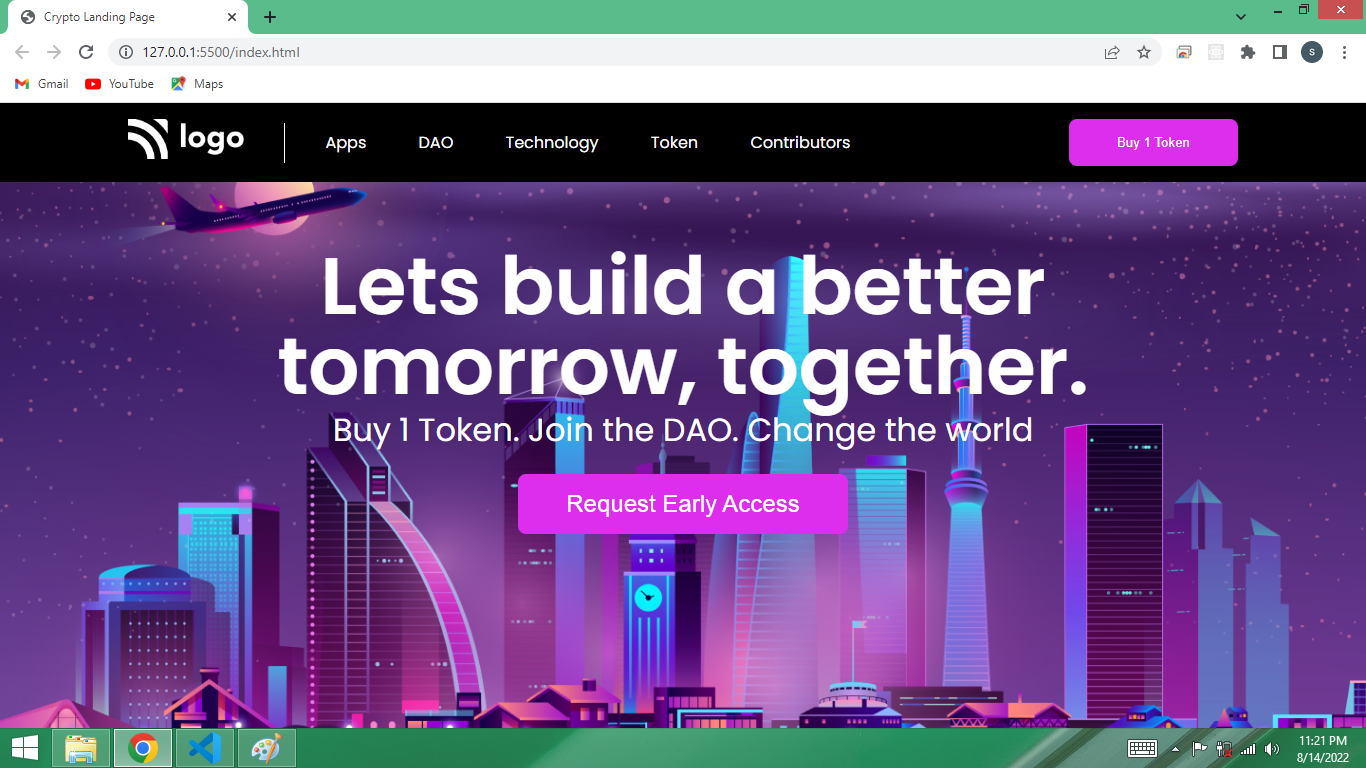 Crypto Landing Page
127.0.0.1:5500/index.html
S
Gmail YouTube Maps
logo Apps DAO Technology Token Contributors Buy 1 Token
Lets build a better
tomorrow, together.
Buy 1 Token. Join the DAO. Change the world
Request Early Access
11:21 PM
8/14/2022